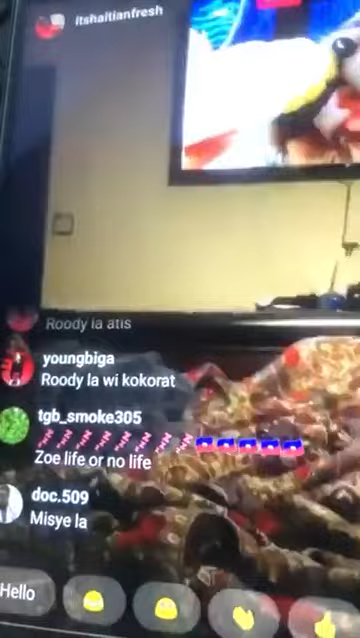 itshaitianfresh
Roody la atis
youngbiga
Roody la wi kokorat
tgb_smoke305
Zoe life or no life
doc.509
Misye la
Hello